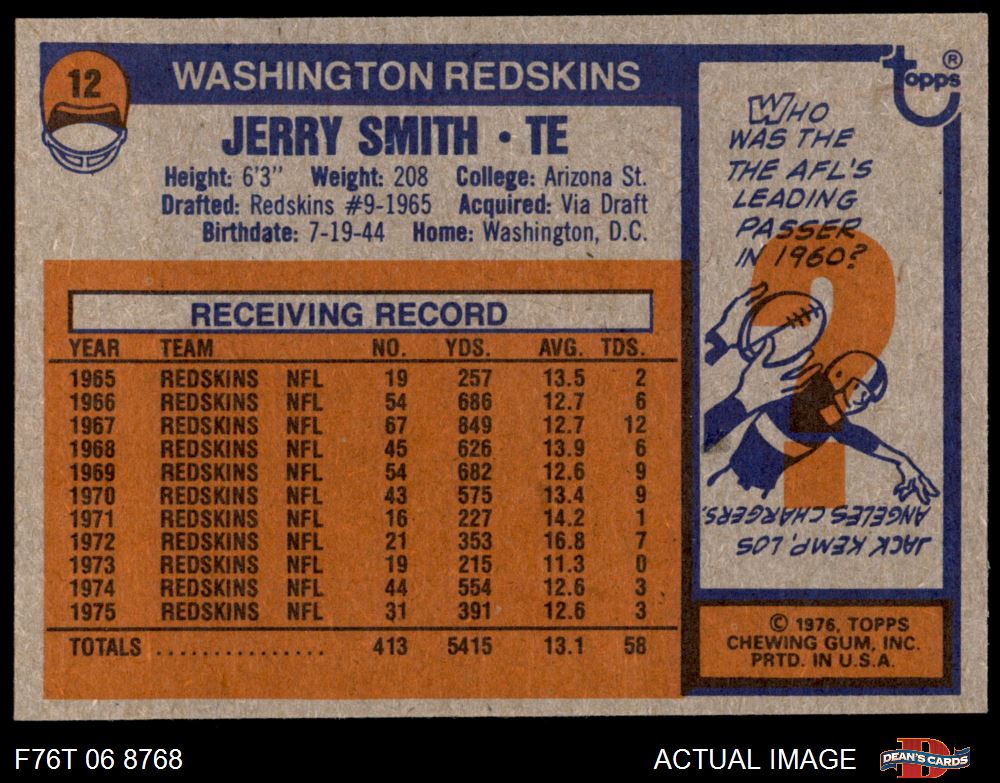 12
WASHINGTON REDSKINS
JERRY SMITH • TE
Height: 6'3" Weight: 208 College: Arizona St.
Drafted: Redskins #9-1965 Acquired: Via Draft
Birthdate: 7-19-44 Home: Washington, D.C.
RECEIVING RECORD
YEAR TEAM NO. YDS. AVG. TDS.
1965 REDSKINS NFL 19 257 13.5 2
1966 REDSKINS NFL 54 686 12.7 6
1967 REDSKINS NFL 67 849 12.7 12
1968 REDSKINS NFL 45 626 13.9 6
1969 REDSKINS NFL 54 682 12.6 9
1970 REDSKINS NFL 43 575 13.4 9
1971 REDSKINS NFL 16 227 14.2 1
1972 REDSKINS NFL 21 353 16.8 7
1973 REDSKINS NFL 19 215 11.3 0
1974 REDSKINS NFL 44 554 12.6 3
1975 REDSKINS NFL 31 391 12.6 3
TOTALS ................ 413 5415 13.1 58
topps ®
WHO
WAS THE
THE AFL'S
LEADING
PASSER
IN 1960?
?
JACK KEMP, LOS
ANGELES CHARGERS.
© 1976, TOPPS
CHEWING GUM, INC.
PRTD. IN U.S.A.
F76T 06 8768
ACTUAL IMAGE
D
DEAN'S CARDS